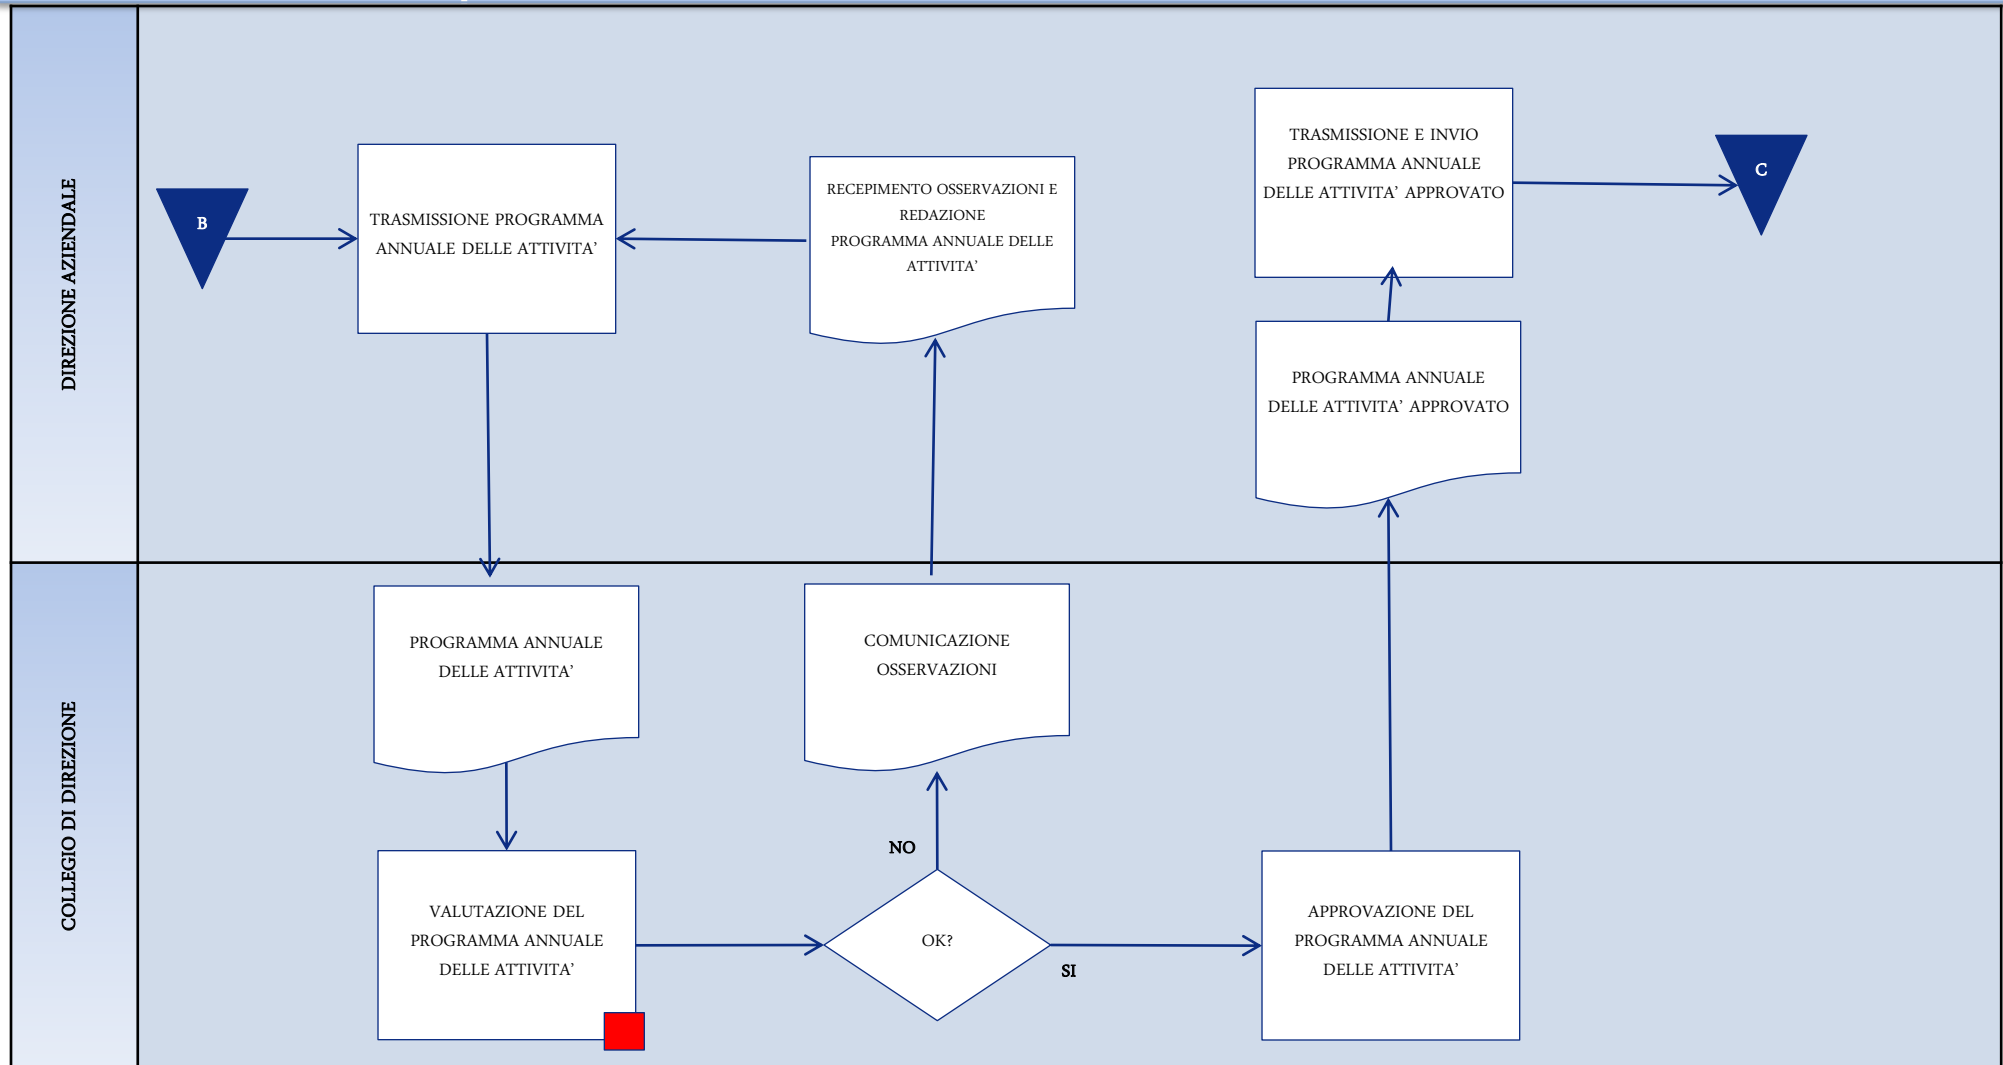 DIREZIONE AZIENDALE
B
TRASMISSIONE PROGRAMMA
ANNUALE DELLE ATTIVITA’
RECEPIMENTO OSSERVAZIONI E
REDAZIONE
PROGRAMMA ANNUALE DELLE
ATTIVITA’
TRASMISSIONE E INVIO
PROGRAMMA ANNUALE
DELLE ATTIVITA’ APPROVATO
C
PROGRAMMA ANNUALE
DELLE ATTIVITA’ APPROVATO
COLLEGIO DI DIREZIONE
PROGRAMMA ANNUALE
DELLE ATTIVITA’
COMUNICAZIONE
OSSERVAZIONI
VALUTAZIONE DEL
PROGRAMMA ANNUALE
DELLE ATTIVITA’
NO
OK?
SI
APPROVAZIONE DEL
PROGRAMMA ANNUALE
DELLE ATTIVITA’